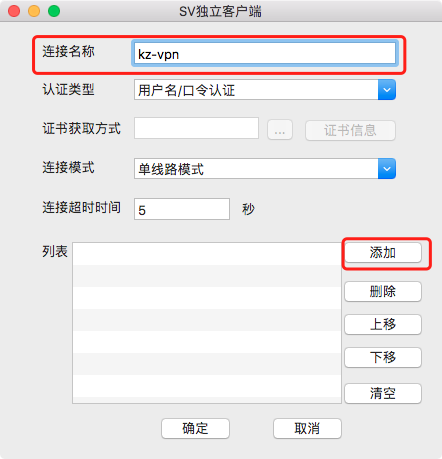 SV独立客户端
连接名称 kz-vpn
认证类型 用户名/口令认证
证书获取方式 ... 证书信息
连接模式 单线路模式
连接超时时间 5 秒
列表 添加
删除
上移
下移
清空
确定 取消